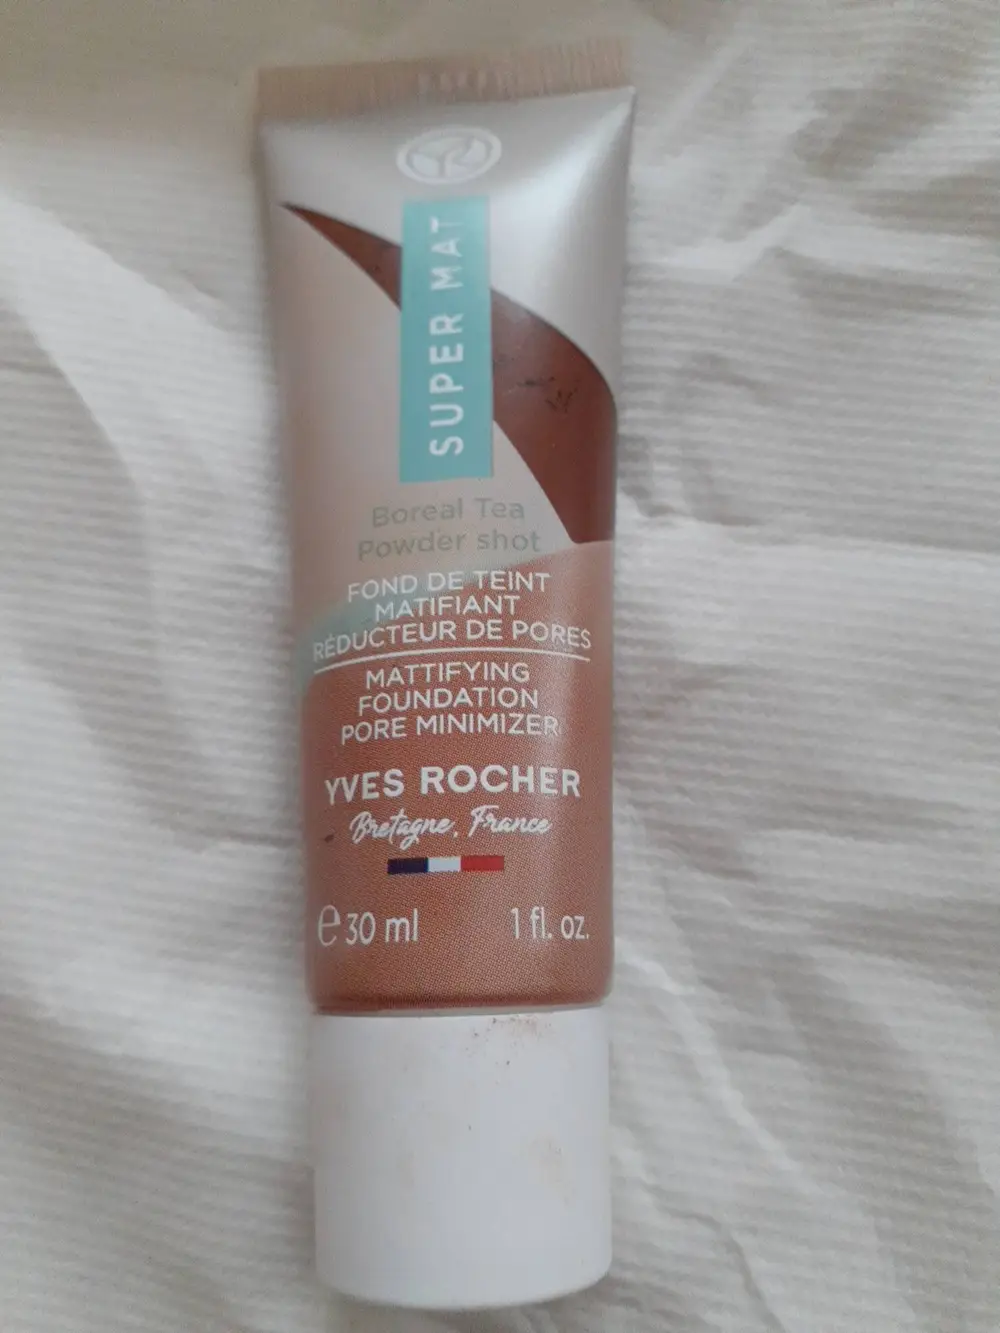 SUPER MAT
Boreal Tea
Powder shot
FOND DE TEINT
MATIFIANT
RÉDUCTEUR DE PORES
MATTIFYING
FOUNDATION
PORE MINIMIZER
YVES ROCHER
Bretagne, France
℮ 30 ml 1 fl. oz.